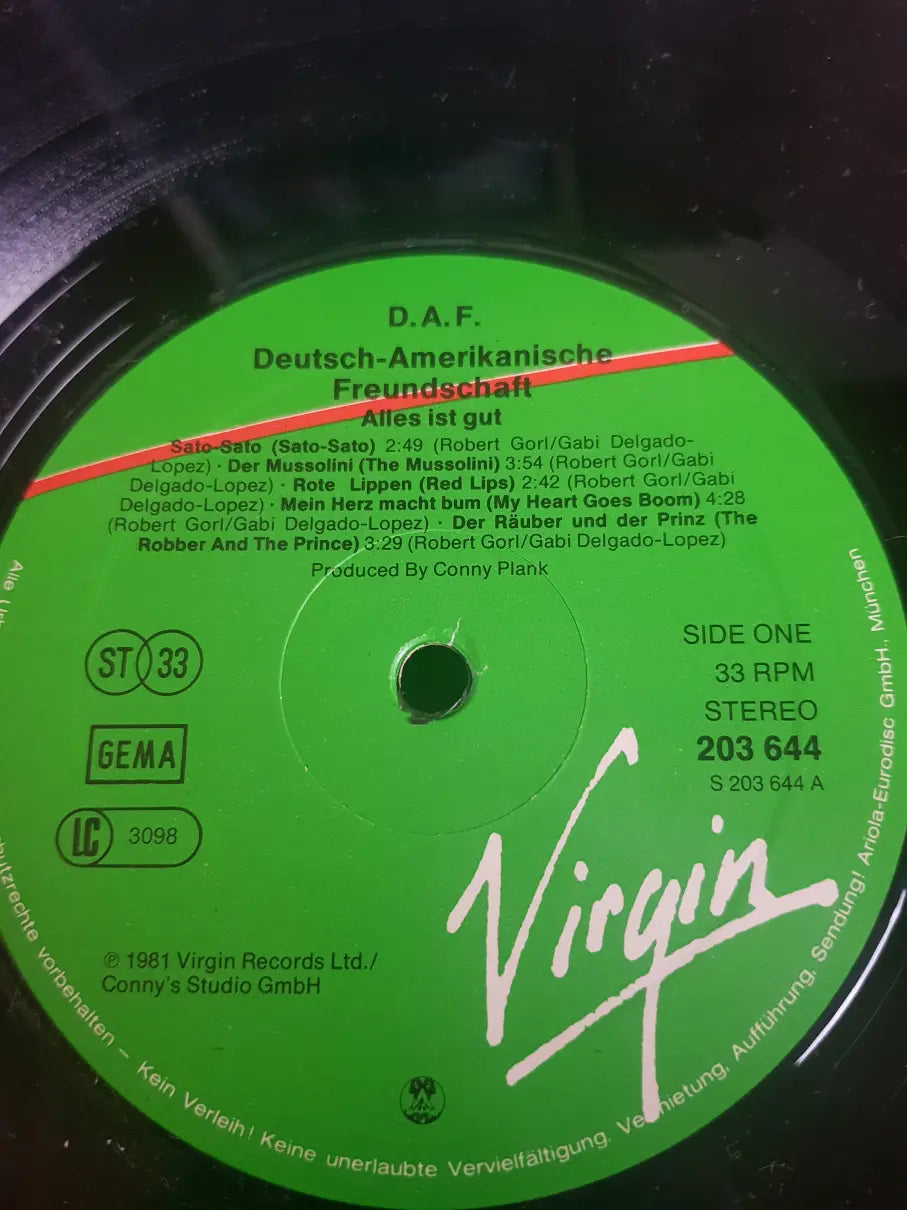 D.A.F.
Deutsch-Amerikanische
Freundschaft
Alles ist gut
Sato-Sato (Sato-Sato) 2:49 (Robert Gorl/Gabi Delgado-
Lopez) · Der Mussolini (The Mussolini) 3:54 (Robert Gorl/Gabi
Delgado-Lopez) · Rote Lippen (Red Lips) 2:42 (Robert Gorl/Gabi
Delgado-Lopez) · Mein Herz macht bum (My Heart Goes Boom) 4:28
(Robert Gorl/Gabi Delgado-Lopez) · Der Räuber und der Prinz (The
Robber And The Prince) 3:29 (Robert Gorl/Gabi Delgado-Lopez)
Produced By Conny Plank
ST 33
GEMA
LC 3098
SIDE ONE
33 RPM
STEREO
203 644
S 203 644 A
Virgin
℗ 1981 Virgin Records Ltd./
Conny's Studio GmbH
Alle vorbehalten – Kein Verleih! Keine unerlaubte Vervielfältigung, Vermietung, Aufführung, Sendung! Ariola-Eurodisc GmbH., München